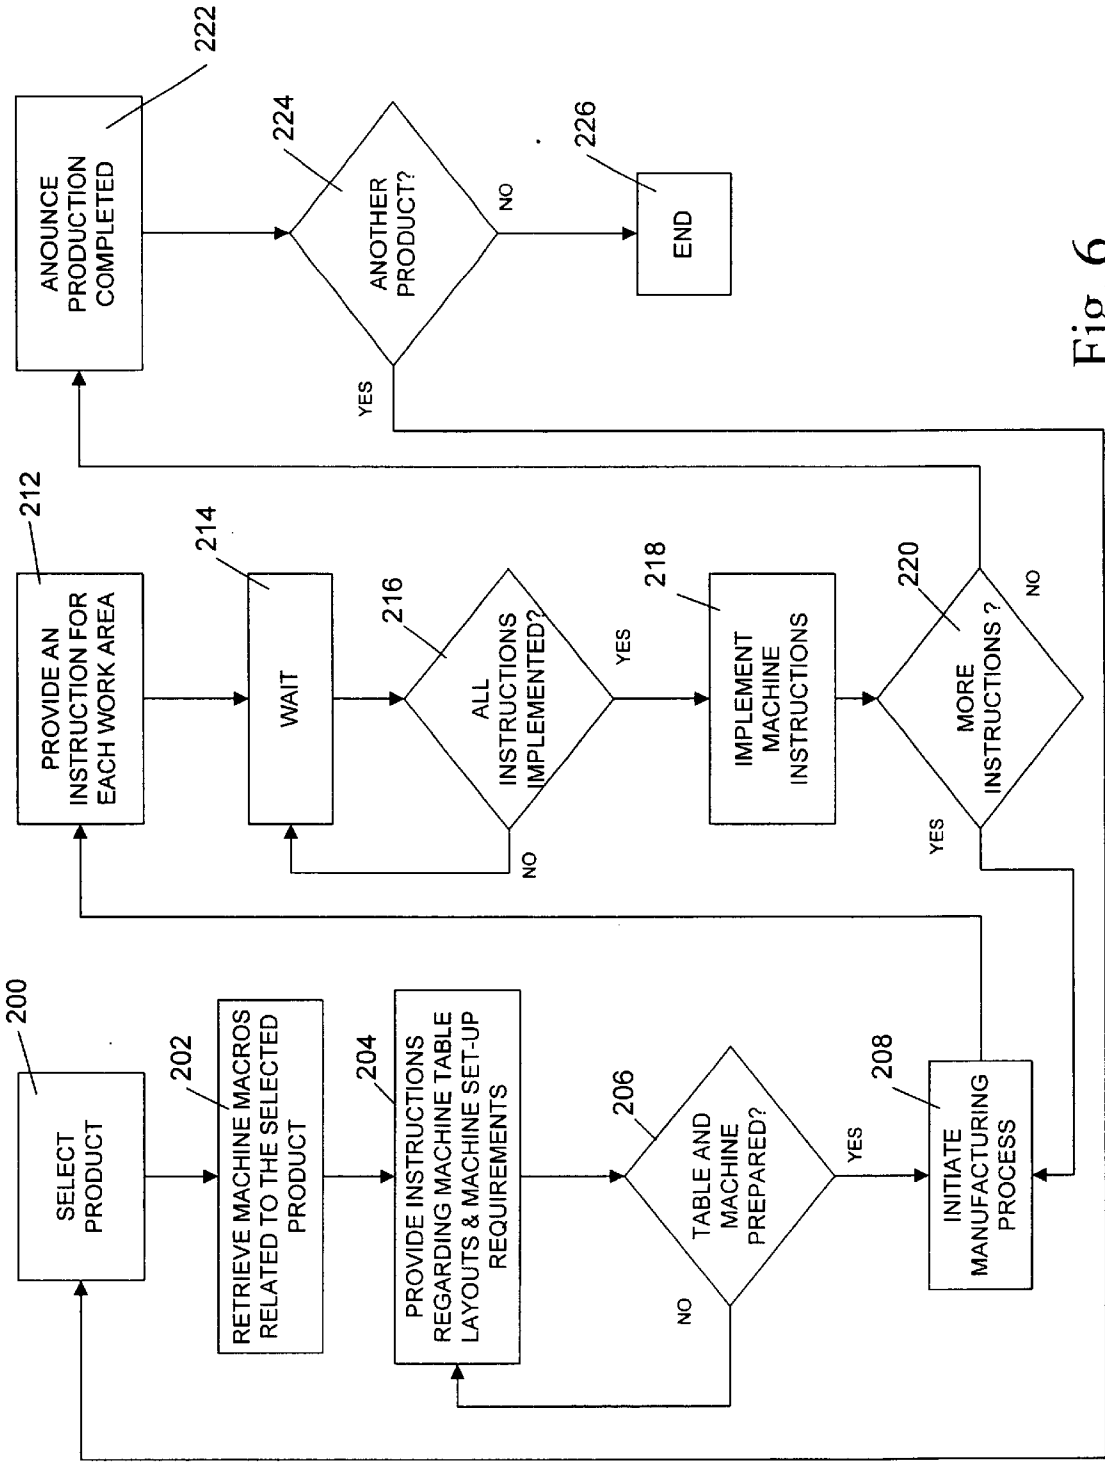 200
SELECT
PRODUCT
202
RETRIEVE MACHINE MACROS
RELATED TO THE SELECTED
PRODUCT
204
PROVIDE INSTRUCTIONS
REGARDING MACHINE TABLE
LAYOUTS & MACHINE SET-UP
REQUIREMENTS
206
TABLE AND
MACHINE
PREPARED?
NO
YES
208
INITIATE
MANUFACTURING
PROCESS
212
PROVIDE AN
INSTRUCTION FOR
EACH WORK AREA
214
WAIT
216
ALL
INSTRUCTIONS
IMPLEMENTED?
NO
YES
218
IMPLEMENT
MACHINE
INSTRUCTIONS
220
MORE
INSTRUCTIONS ?
YES
NO
222
ANOUNCE
PRODUCTION
COMPLETED
224
ANOTHER
PRODUCT?
YES
NO
226
END
Fig. 6